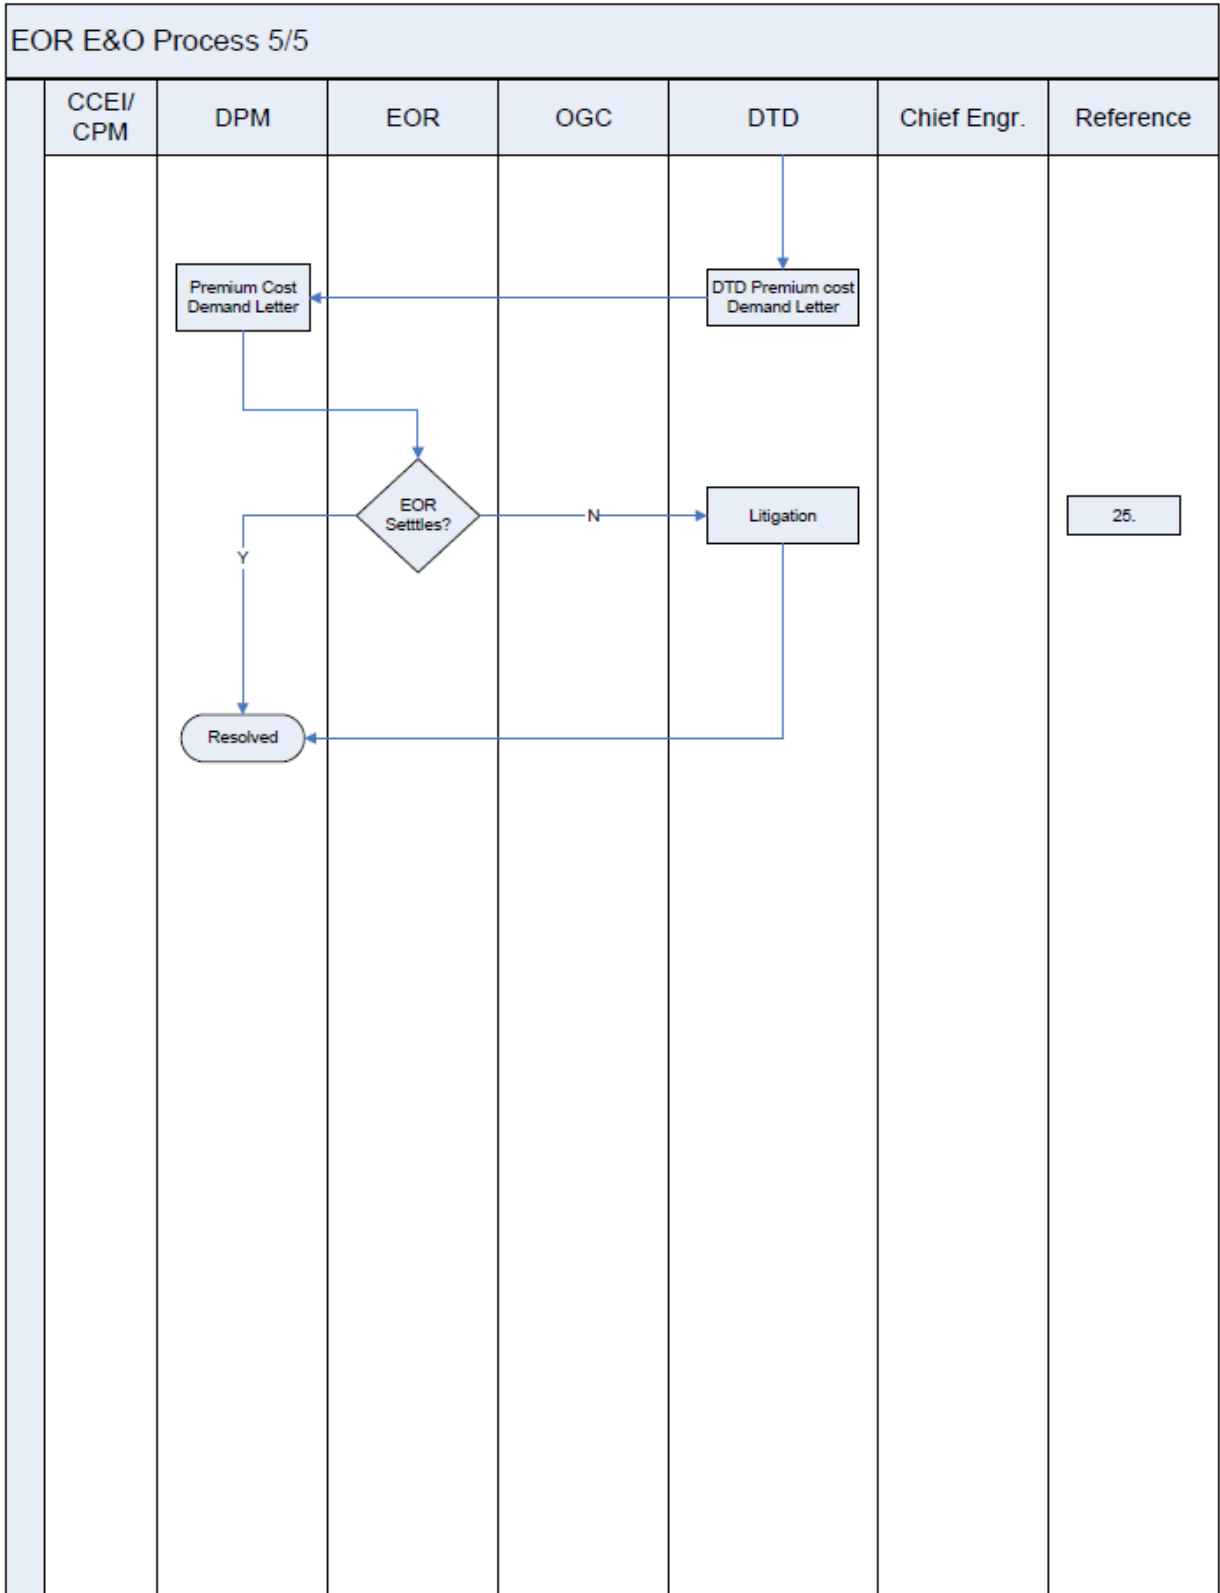 EOR E&O Process 5/5
CCEI/
CPM
DPM
EOR
OGC
DTD
Chief Engr.
Reference
Premium Cost
Demand Letter
DTD Premium cost
Demand Letter
EOR
Setttles?
N
Litigation
25.
Y
Resolved